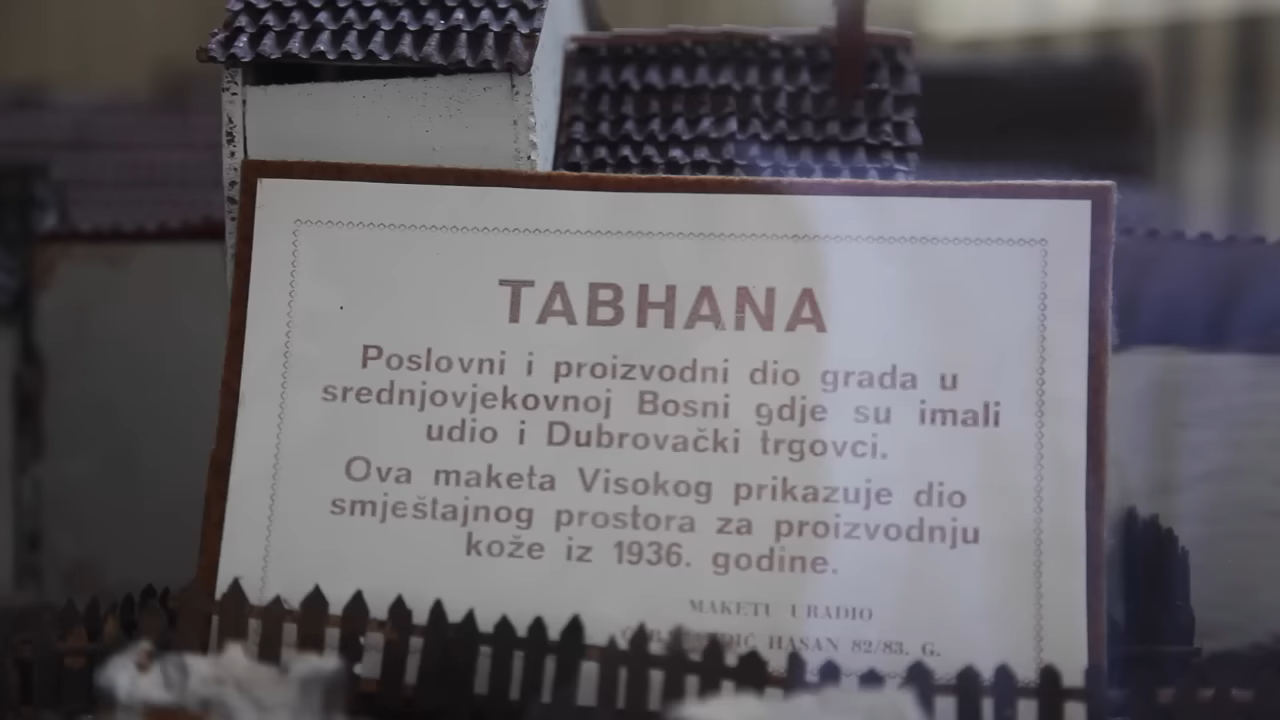 TABHANA
Poslovni i proizvodni dio grada u
srednjovjekovnoj Bosni gdje su imali
udio i Dubrovački trgovci.
Ova maketa Visokog prikazuje dio
smještajnog prostora za proizvodnju
kože iz 1936. godine.
MAKETU URADIO
HASAN 82/83. G.